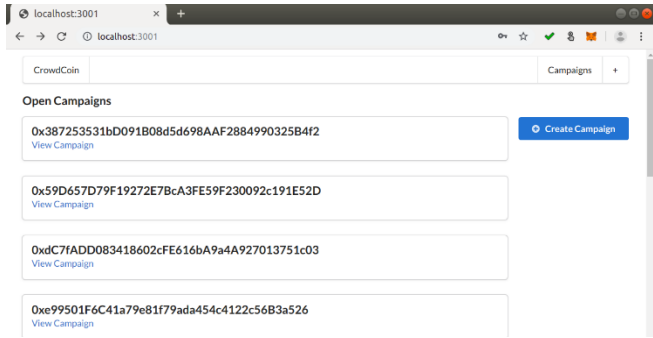 localhost:3001
localhost:3001
CrowdCoin Campaigns +
Open Campaigns
0x387253531bD091B08d5d698AAF2884990325B4f2
View Campaign
Create Campaign
0x59D657D79F19272E7BcA3FE59F230092c191E52D
View Campaign
0xdC7fADD083418602cFE616bA9a4A927013751c03
View Campaign
0xe99501F6C41a79e81f79ada454c4122c56B3a526
View Campaign